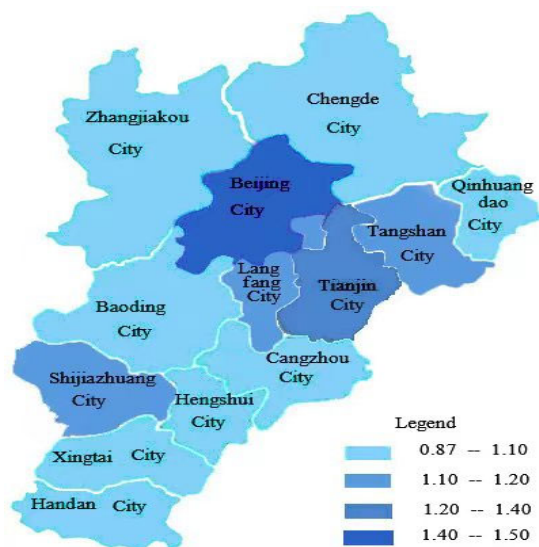 Chengde
City
Zhangjiakou
City
Beijing
City
Qinhuang
dao
City
Tangshan
City
Lang
fang
City
Tianjin
City
Baoding
City
Cangzhou
City
Shijiazhuang
City
Hengshui
City
Xingtai City
Handan City
Legend
0.87 -- 1.10
1.10 -- 1.20
1.20 -- 1.40
1.40 -- 1.50